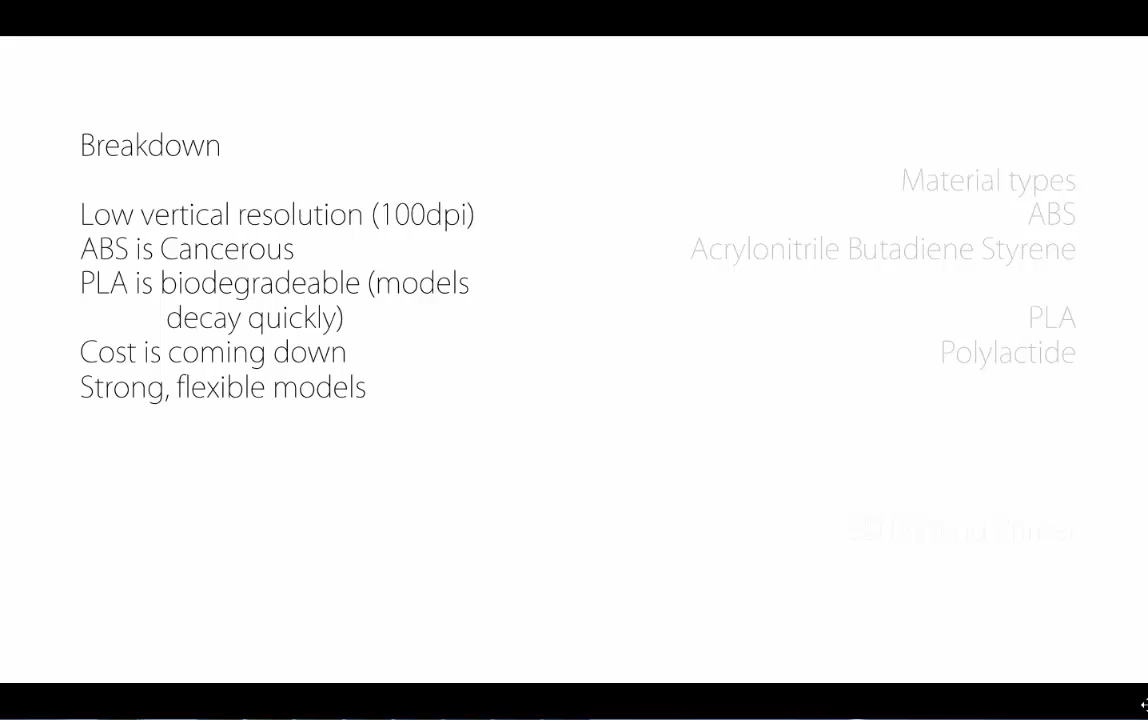 Breakdown
Low vertical resolution (100dpi)
ABS is Cancerous
PLA is biodegradeable (models
decay quickly)
Cost is coming down
Strong, flexible models
Material types
ABS
Acrylonitrile Butadiene Styrene
PLA
Polylactide